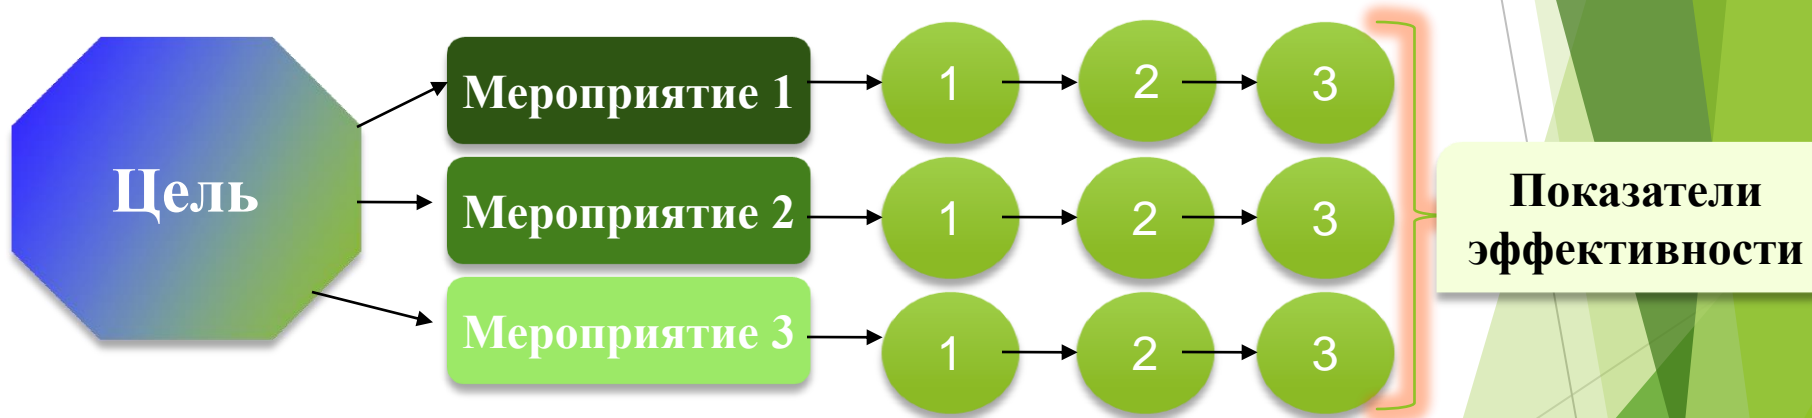 Цель
Мероприятие 1
1
2
3
Мероприятие 2
1
2
3
Мероприятие 3
1
2
3
Показатели
эффективности